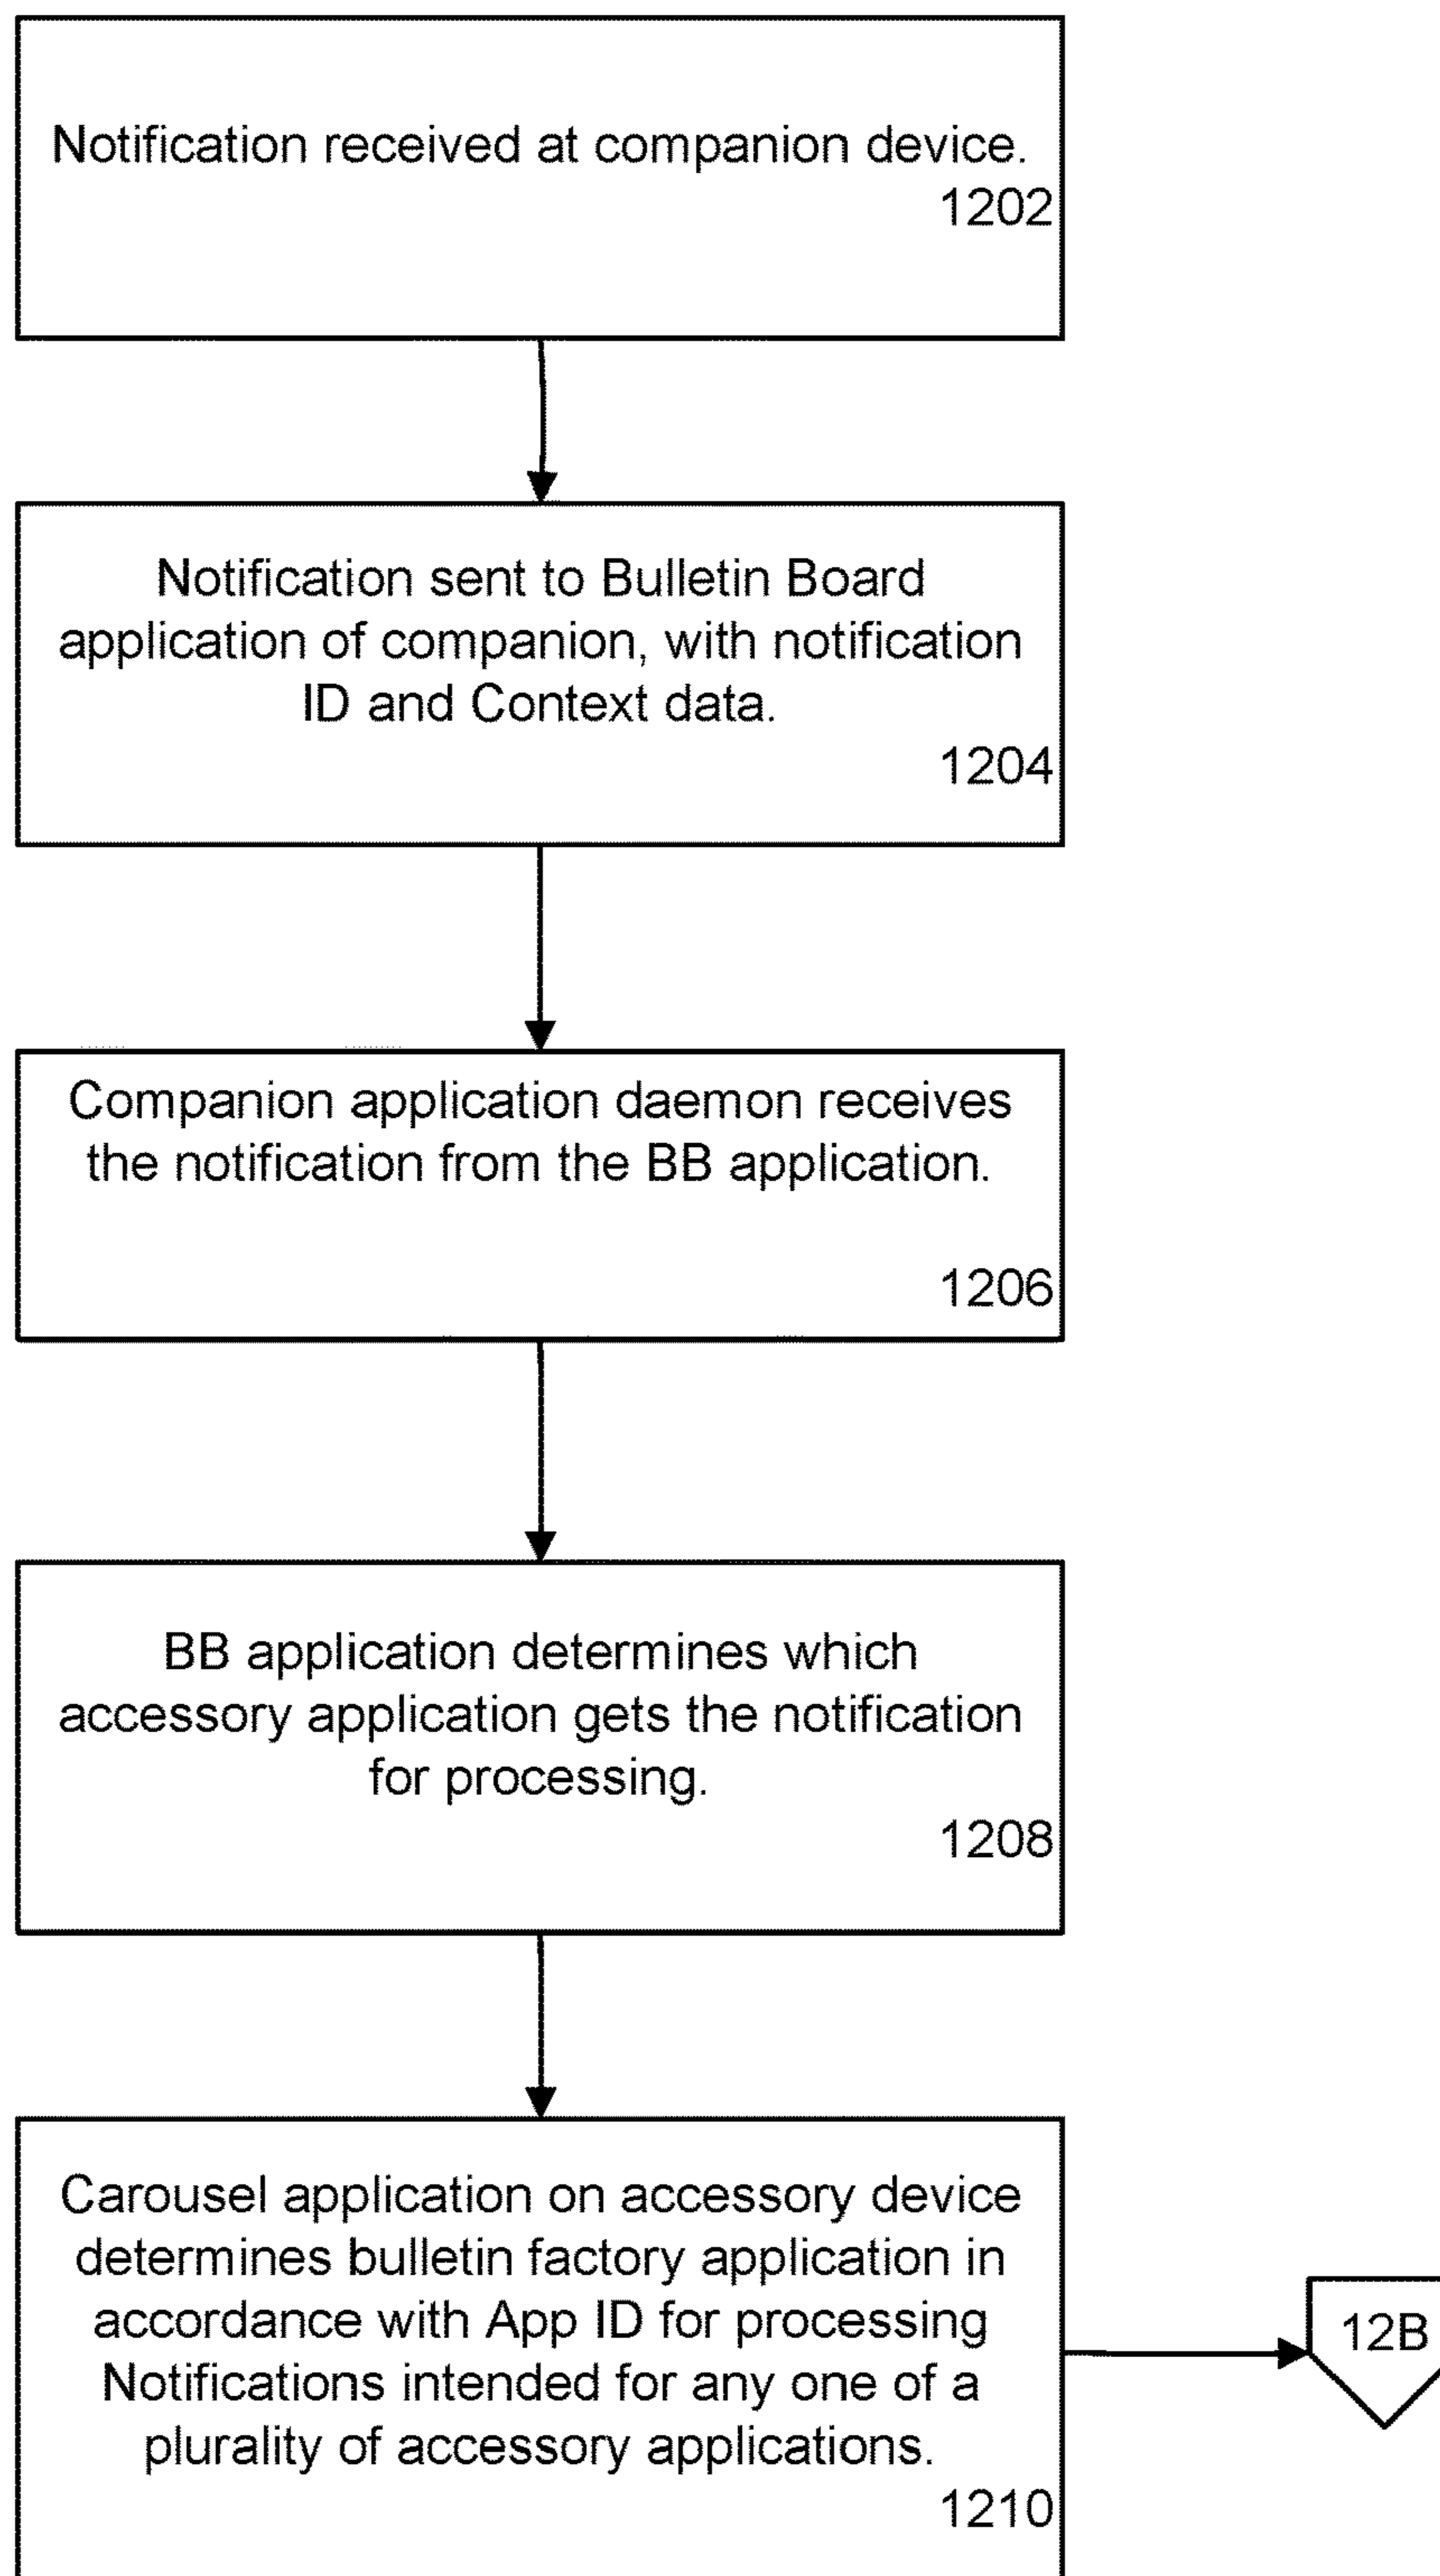 Notification received at companion device.
1202
Notification sent to Bulletin Board
application of companion, with notification
ID and Context data.
1204
Companion application daemon receives
the notification from the BB application.
1206
BB application determines which
accessory application gets the notification
for processing.
1208
Carousel application on accessory device
determines bulletin factory application in
accordance with App ID for processing
Notifications intended for any one of a
plurality of accessory applications.
1210
12B